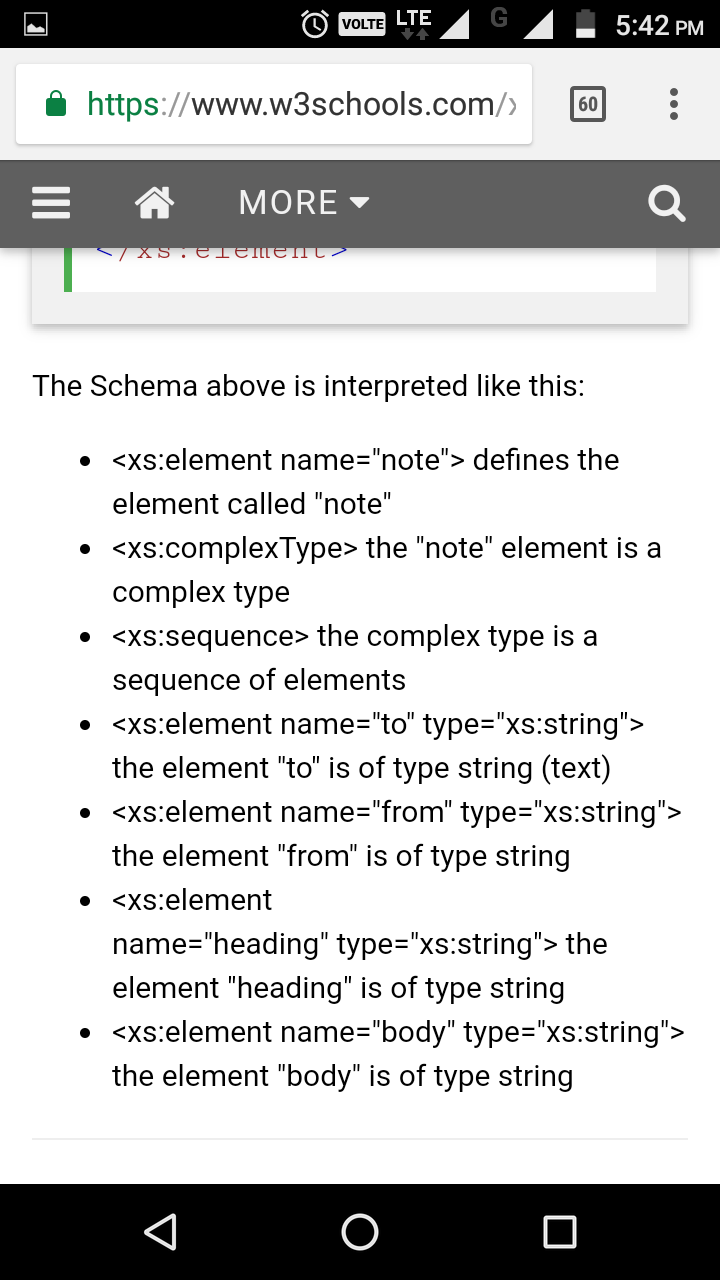 VOLTE LTE G 5:42 PM
https://www.w3schools.com/x
60
MORE
</xs:element>
The Schema above is interpreted like this:
• <xs:element name="note"> defines the
element called "note"
• <xs:complexType> the "note" element is a
complex type
• <xs:sequence> the complex type is a
sequence of elements
• <xs:element name="to" type="xs:string">
the element "to" is of type string (text)
• <xs:element name="from" type="xs:string">
the element "from" is of type string
• <xs:element
name="heading" type="xs:string"> the
element "heading" is of type string
• <xs:element name="body" type="xs:string">
the element "body" is of type string